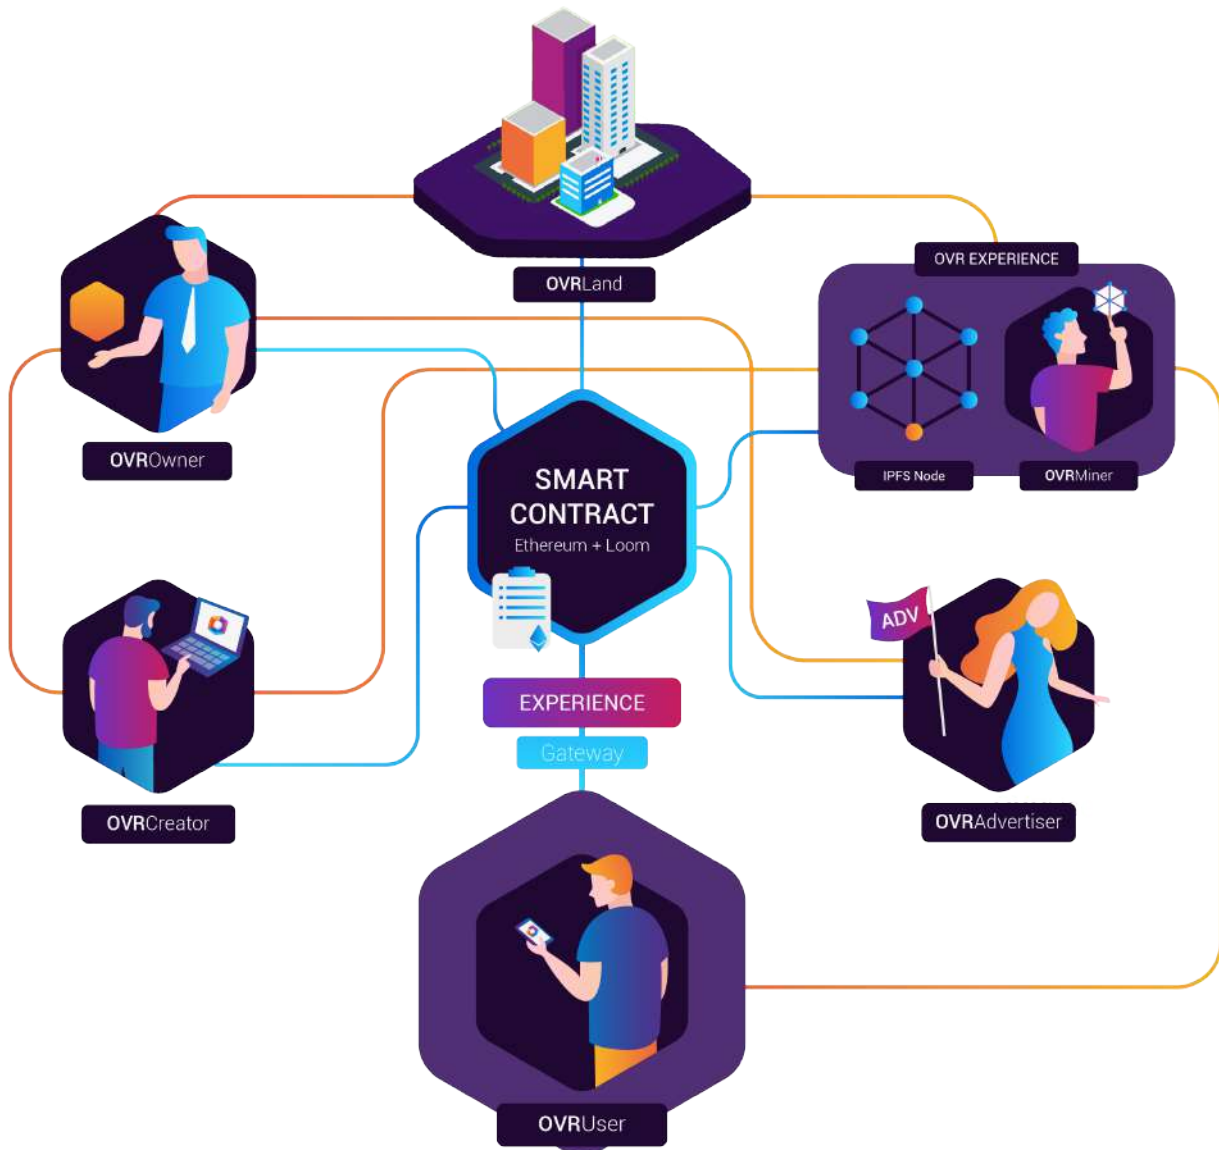 OVRLand
OVR EXPERIENCE
OVROwner
IPFS Node
OVRMiner
SMART
CONTRACT
Ethereum + Loom
ADV
EXPERIENCE
Gateway
OVRCreator
OVRAdvertiser
OVRUser